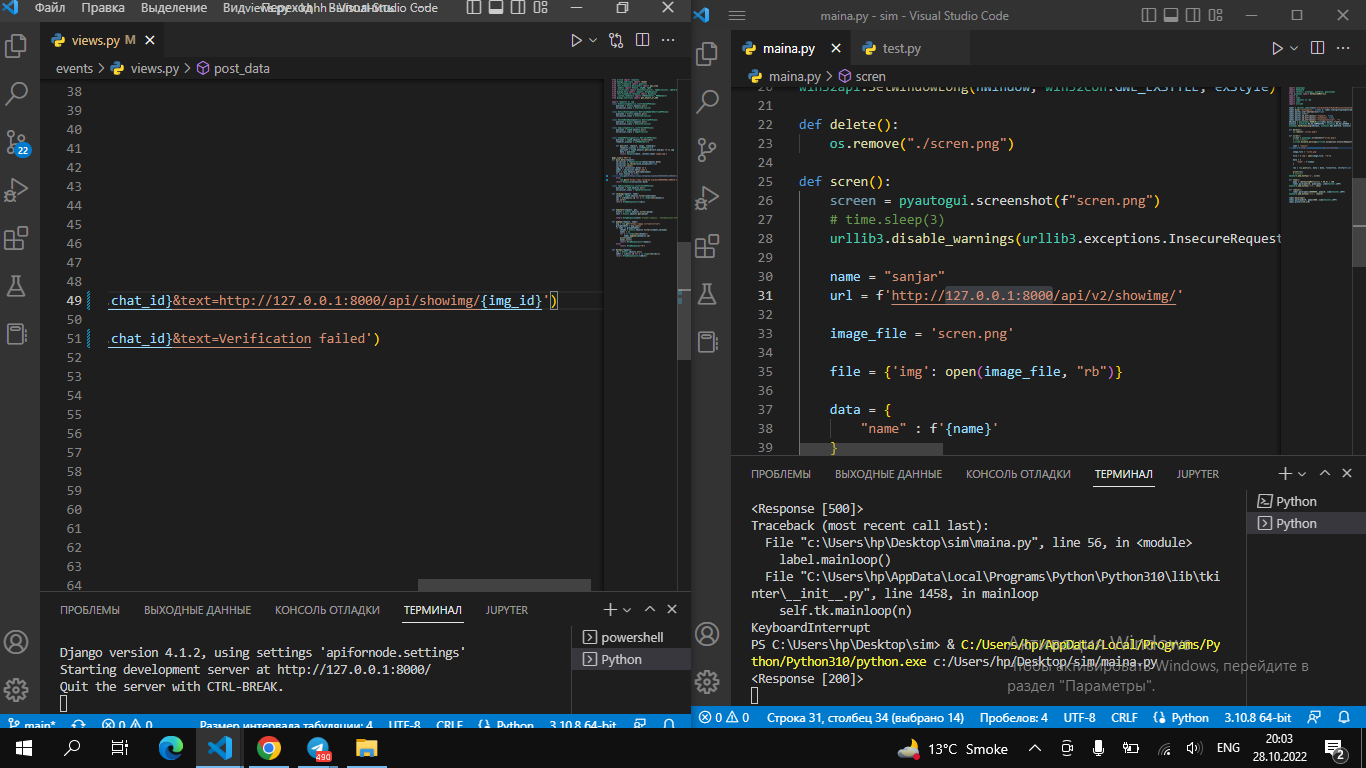 Файл Правка Выделение
views.py - hhh - Visual Studio Code
views.py M
events > views.py > post_data
38
39
40
41
42
43
44
45
46
47
48
49 .chat_id}&text=http://127.0.0.1:8000/api/showimg/{img_id}')
50
51 .chat_id}&text=Verification failed')
52
53
54
55
56
57
58
59
60
61
62
63
64
22
ПРОБЛЕМЫ ВЫХОДНЫЕ ДАННЫЕ КОНСОЛЬ ОТЛАДКИ ТЕРМИНАЛ JUPYTER
powershell
Python
Django version 4.1.2, using settings 'apifornode.settings'
Starting development server at http://127.0.0.1:8000/
Quit the server with CTRL-BREAK.
main* 0 0 Размер интервала табуляции: 4 UTF-8 CRLF Python 3.10.8 64-bit
maina.py - sim - Visual Studio Code
maina.py test.py
maina.py > scren
20 win32api.SetWindowLong(hWindow, win32con.GWL_EXSTYLE, exStyle)
21
22 def delete():
23 os.remove("./scren.png")
24
25 def scren():
26 screen = pyautogui.screenshot(f"scren.png")
27 # time.sleep(3)
28 urllib3.disable_warnings(urllib3.exceptions.InsecureRequest
29
30 name = "sanjar"
31 url = f'http://127.0.0.1:8000/api/v2/showimg/'
32
33 image_file = 'scren.png'
34
35 file = {'img': open(image_file, "rb")}
36
37 data = {
38 "name" : f'{name}'
39 }
ПРОБЛЕМЫ ВЫХОДНЫЕ ДАННЫЕ КОНСОЛЬ ОТЛАДКИ ТЕРМИНАЛ JUPYTER
Python
Python
<Response [500]>
Traceback (most recent call last):
File "c:\Users\hp\Desktop\sim\maina.py", line 56, in <module>
label.mainloop()
File "C:\Users\hp\AppData\Local\Programs\Python\Python310\lib\tki
nter\__init__.py", line 1458, in mainloop
self.tk.mainloop(n)
KeyboardInterrupt
PS C:\Users\hp\Desktop\sim> & C:/Users/hp/AppData/Local/Programs/Py
thon/Python310/python.exe c:/Users/hp/Desktop/sim/maina.py
<Response [200]>
Активация Windows
Чтобы активировать Windows, перейдите в
раздел "Параметры".
0 0 Строка 31, столбец 34 (выбрано 14) Пробелов: 4 UTF-8 CRLF Python 3.10.8 64-bit
490
13°C Smoke
ENG
20:03
28.10.2022
2